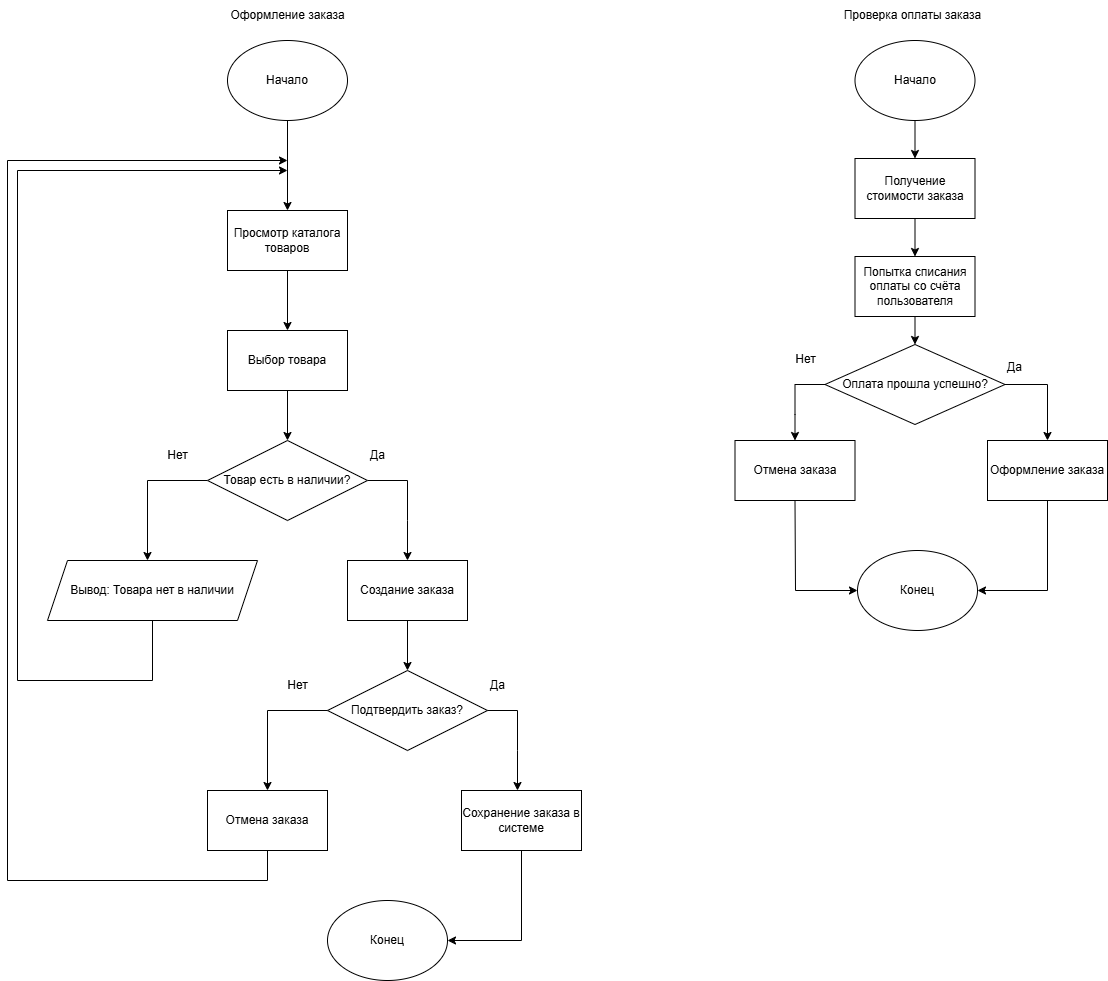 Оформление заказа
Начало
Просмотр каталога
товаров
Выбор товара
Нет
Да
Товар есть в наличии?
Вывод: Товара нет в наличии
Создание заказа
Нет
Да
Подтвердить заказ?
Отмена заказа
Сохранение заказа в
системе
Конец
Проверка оплаты заказа
Начало
Получение
стоимости заказа
Попытка списания
оплаты со счёта
пользователя
Нет
Да
Оплата прошла успешно?
Отмена заказа
Оформление заказа
Конец